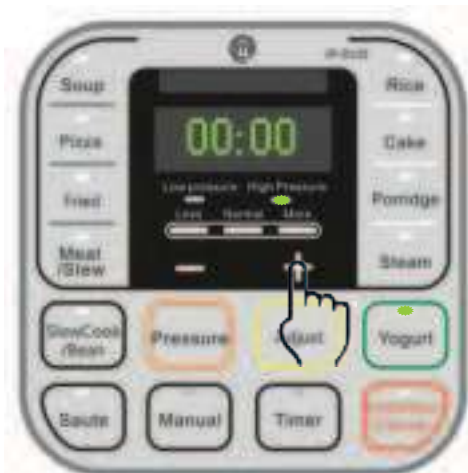 Soup
Pizza
Fried
Meat
/Stew
00:00
Low pressure High Pressure
Less Normal More
Rice
Cake
Porridge
Steam
SlowCook
/Bean
Pressure
Adjust
Yogurt
Saute
Manual
Timer